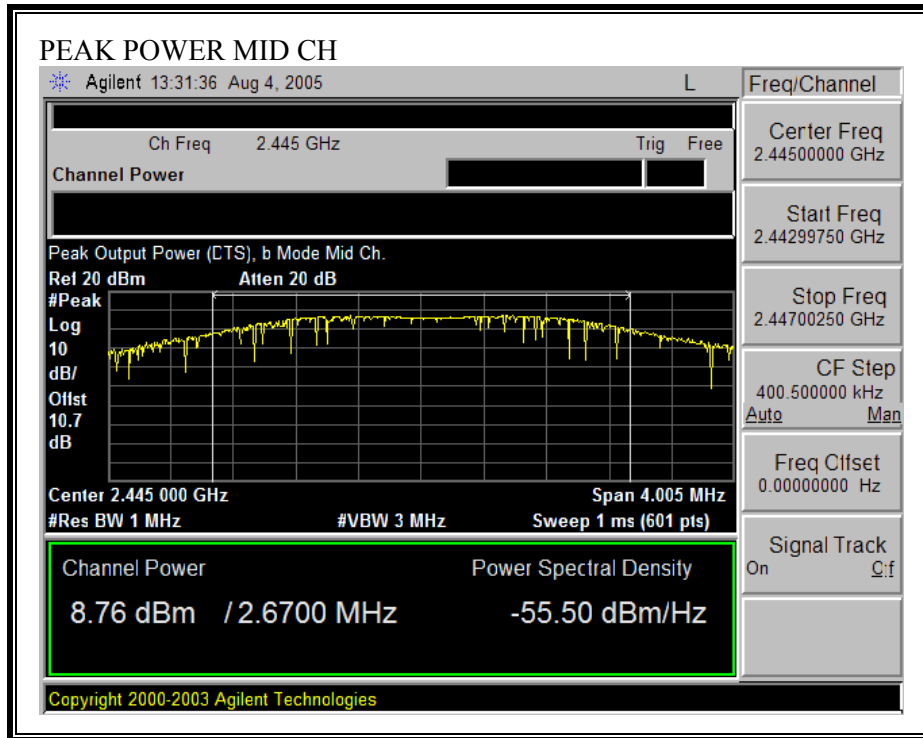 PEAK POWER MID CH
Agilent 13:31:36 Aug 4, 2005 L
Freq/Channel
Ch Freq 2.445 GHz Trig Free
Channel Power
Center Freq
2.44500000 GHz
Start Freq
2.44299750 GHz
Stop Freq
2.44700250 GHz
CF Step
400.500000 kHz
Auto Man
Freq Offset
0.00000000 Hz
Signal Track
On Off
Peak Output Power (DTS), b Mode Mid Ch.
Ref 20 dBm Atten 20 dB
#Peak
Log
10
dB/
Offst
10.7
dB
Center 2.445 000 GHz Span 4.005 MHz
#Res BW 1 MHz #VBW 3 MHz Sweep 1 ms (601 pts)
Channel Power Power Spectral Density
8.76 dBm / 2.6700 MHz -55.50 dBm/Hz
Copyright 2000-2003 Agilent Technologies